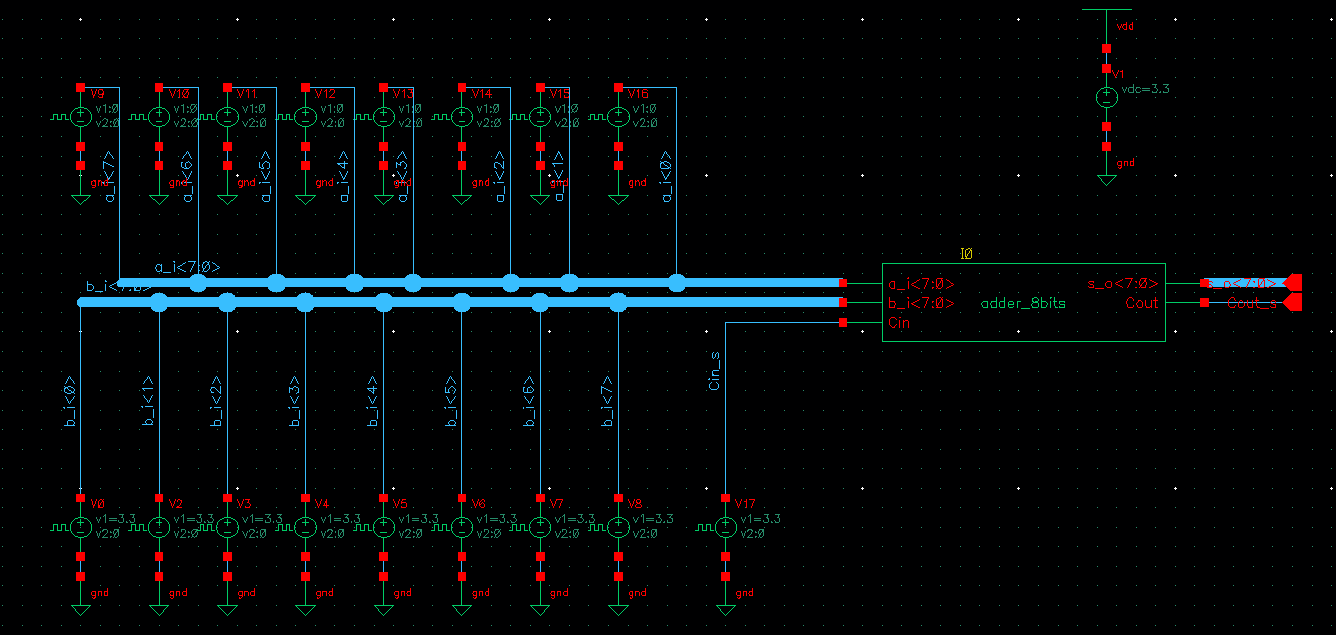 vdd
V1
vdc=3.3
gnd
V9 V10 V11 V12 V13 V14 V15 V16
v1:0 v1:0 v1:0 v1:0 v1:0 v1:0 v1:0 v1:0
v2:0 v2:0 v2:0 v2:0 v2:0 v2:0 v2:0 v2:0
a_i<7> a_i<6> a_i<5> a_i<4> a_i<3> a_i<2> a_i<1> a_i<0>
gnd gnd gnd gnd gnd gnd gnd gnd
I0
a_i<7:0>
b_i<7:0>
a_i<7:0> s_o<7:0> s_o<7:0>
b_i<7:0> adder_8bits Cout Cout_s
Cin
Cin_s
b_i<0> b_i<1> b_i<2> b_i<3> b_i<4> b_i<5> b_i<6> b_i<7>
V0 V2 V3 V4 V5 V6 V7 V8 V17
v1=3.3 v1=3.3 v1=3.3 v1=3.3 v1=3.3 v1=3.3 v1=3.3 v1=3.3 v1=3.3
v2:0 v2:0 v2:0 v2:0 v2:0 v2:0 v2:0 v2:0 v2:0
gnd gnd gnd gnd gnd gnd gnd gnd gnd